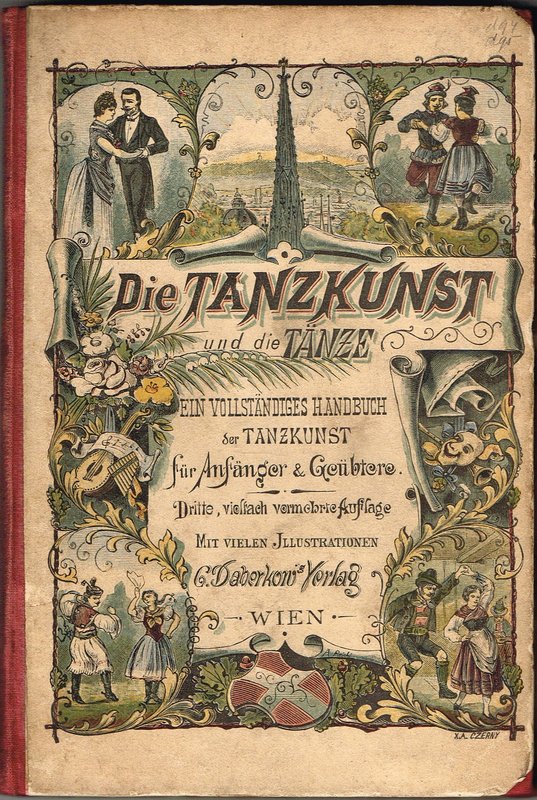 Die TANZKUNST
und die TÄNZE
EIN VOLLSTÄNDIGES HANDBUCH
der TANZKUNST
für Anfänger & Geübtere.
Dritte, vielfach vermehrte Auflage
MIT VIELEN ILLUSTRATIONEN
C. Daberkow's Verlag
– WIEN –
X.A. CZERNY